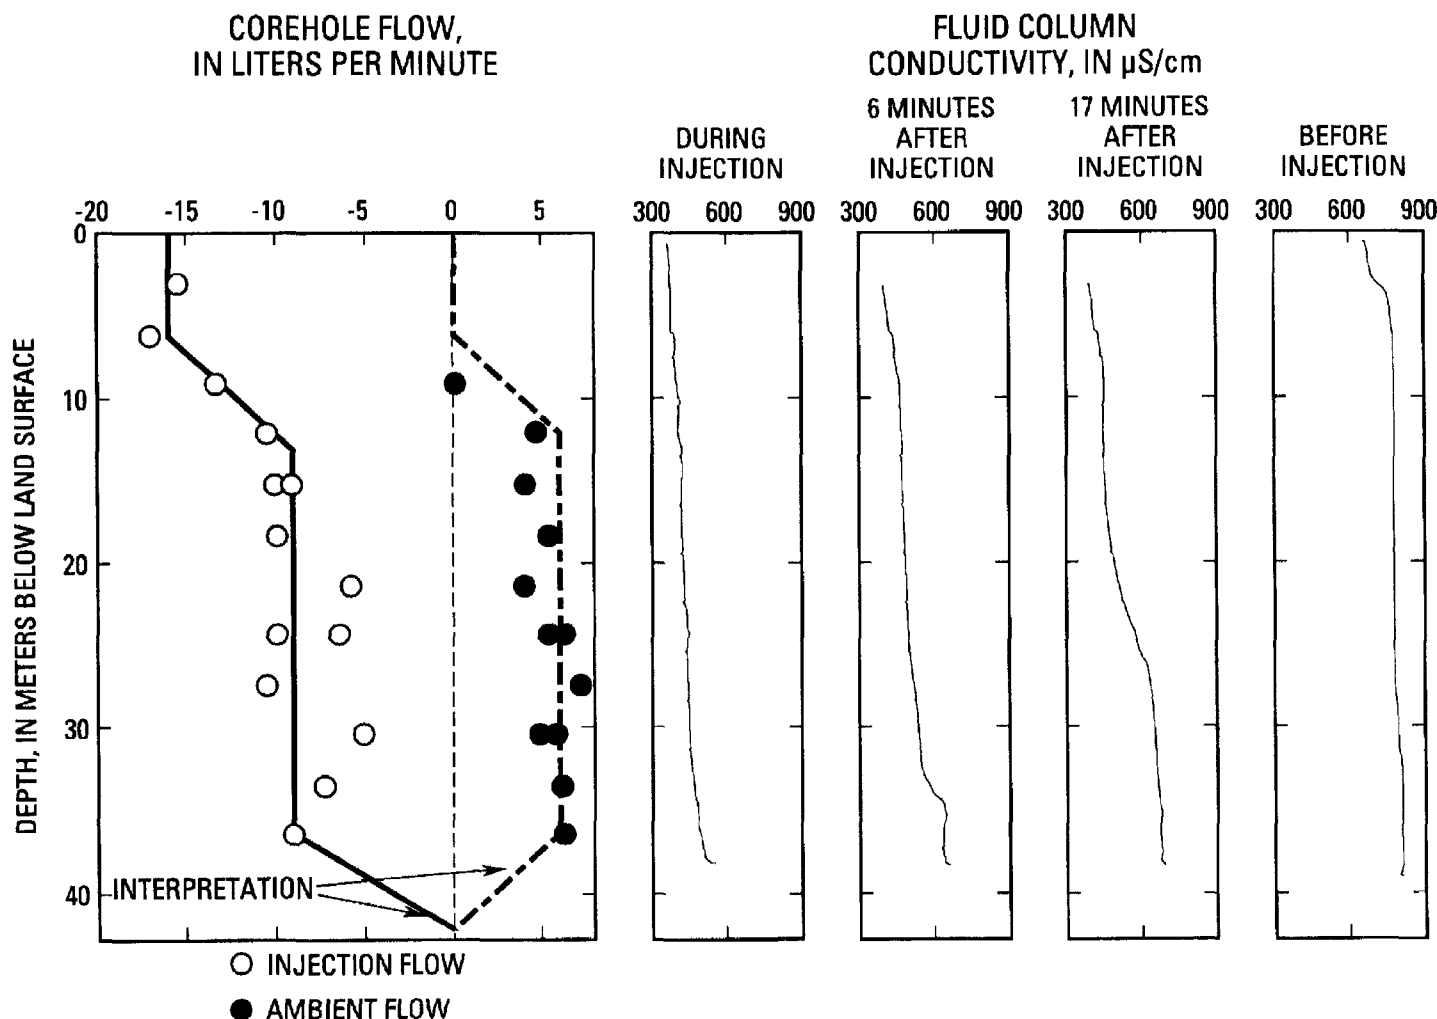 COREHOLE FLOW,
IN LITERS PER MINUTE
FLUID COLUMN
CONDUCTIVITY, IN µS/cm
DURING
INJECTION
6 MINUTES
AFTER
INJECTION
17 MINUTES
AFTER
INJECTION
BEFORE
INJECTION
-20 -15 -10 -5 0 5
300 600 900
300 600 900
300 600 900
300 600 900
DEPTH, IN METERS BELOW LAND SURFACE
0
10
20
30
40
INTERPRETATION
INJECTION FLOW
AMBIENT FLOW